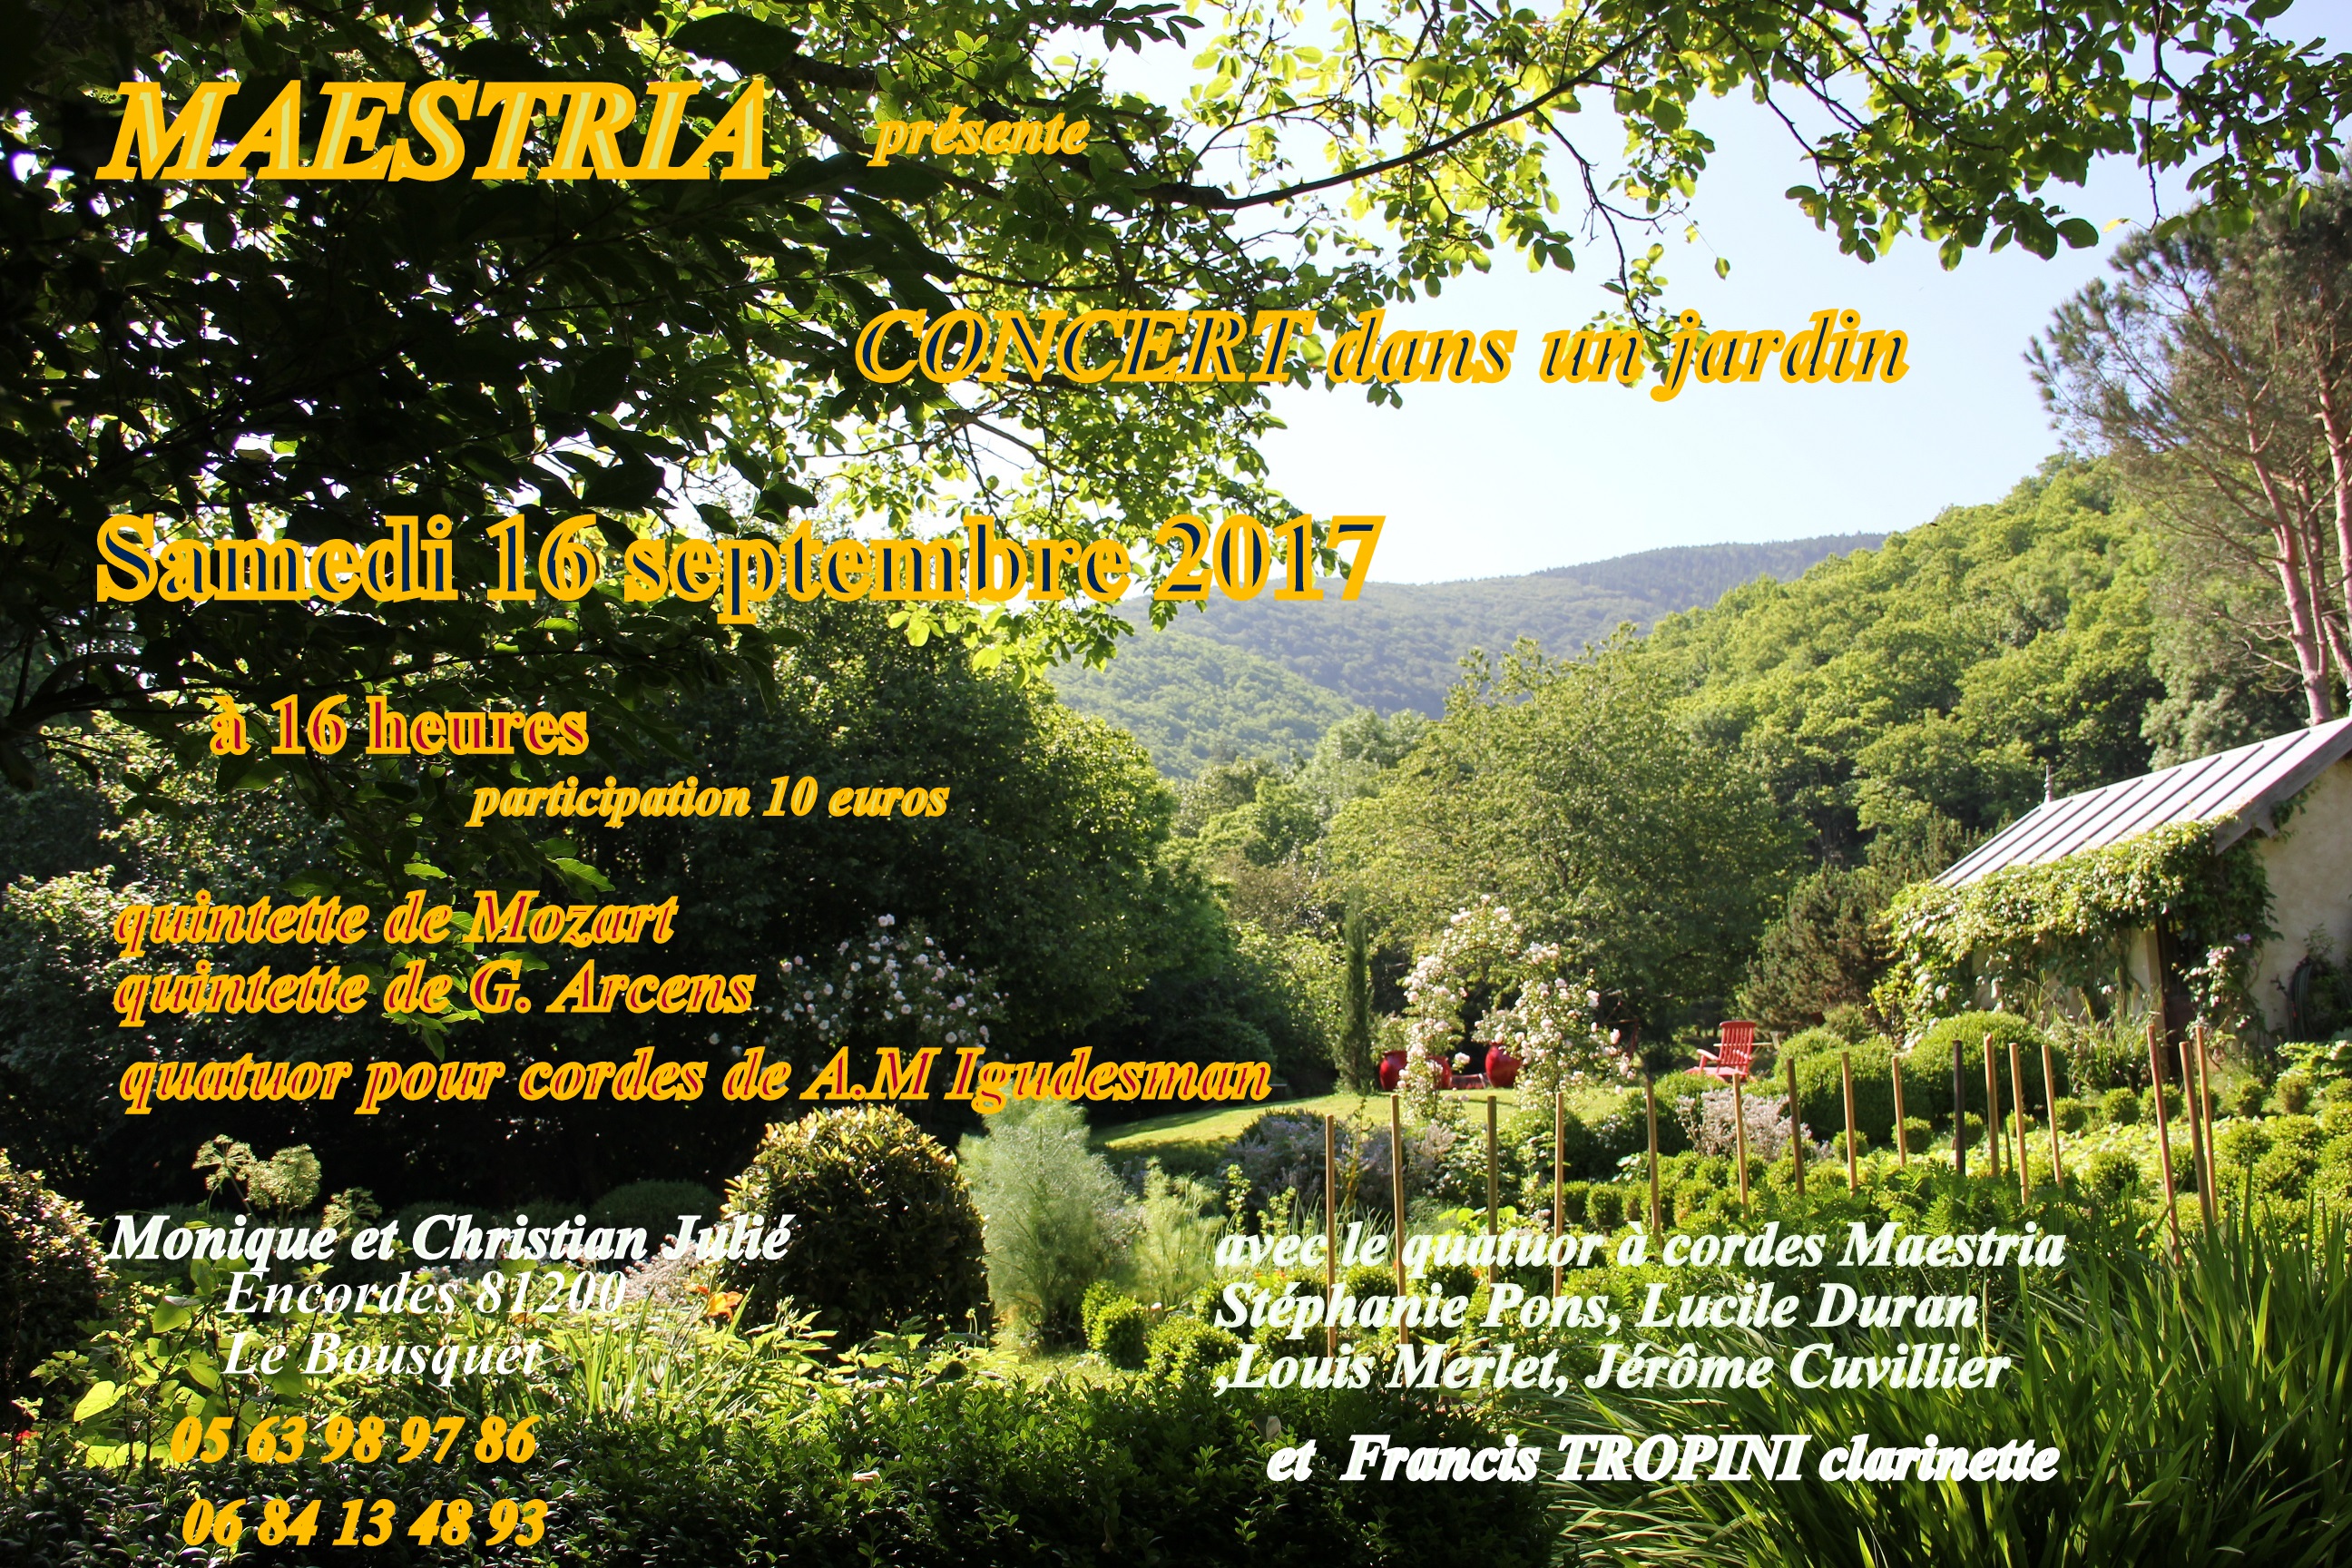 MAESTRIA présente
CONCERT dans un jardin
Samedi 16 septembre 2017
à 16 heures
participation 10 euros
quintette de Mozart
quintette de G. Arcens
quatuor pour cordes de A.M Igudesman
Monique et Christian Julié
Encordes 81200
Le Bousquet
05 63 98 97 86
06 84 13 48 93
avec le quatuor à cordes Maestria
Stéphanie Pons, Lucile Duran
,Louis Merlet, Jérôme Cuvillier
et Francis TROPINI clarinette